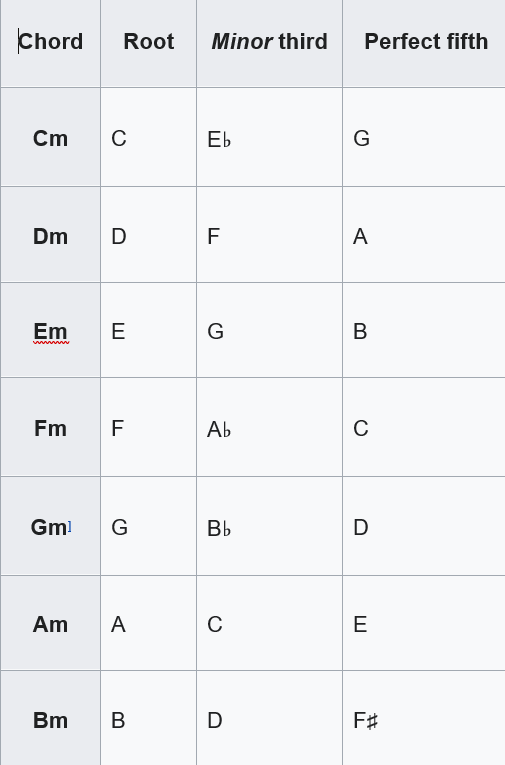 Chord Root Minor third Perfect fifth
Cm C E♭ G
Dm D F A
Em E G B
Fm F A♭ C
Gm] G B♭ D
Am A C E
Bm B D F♯